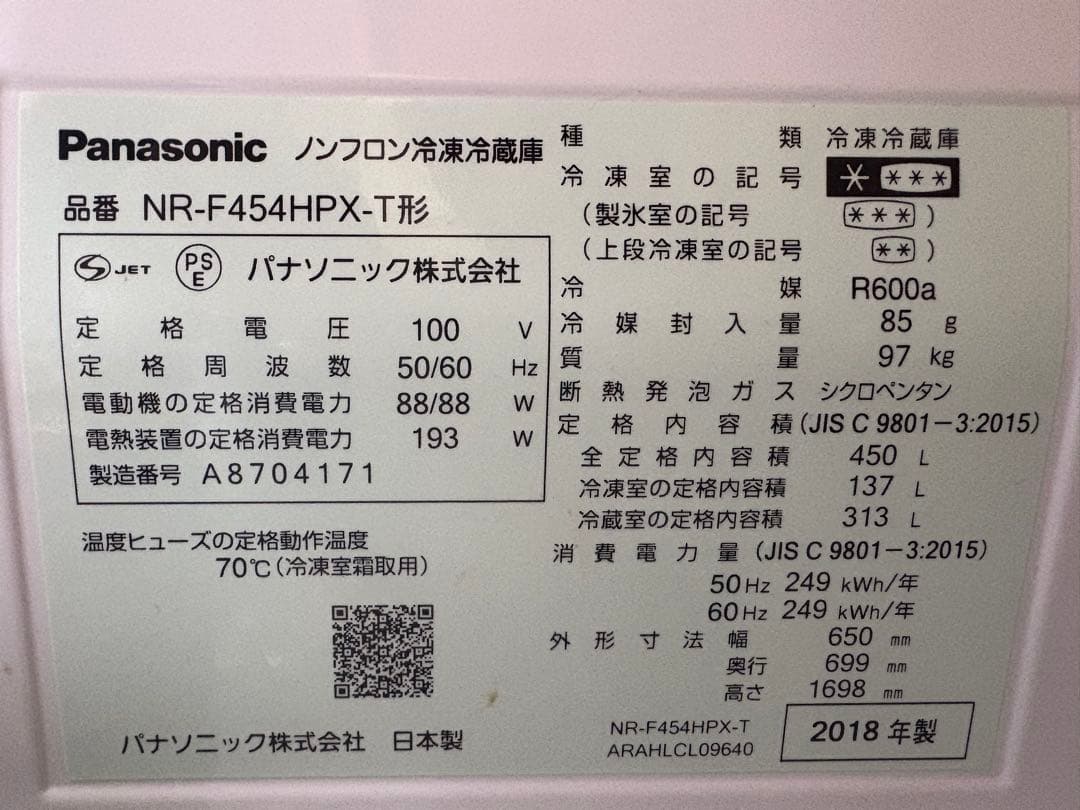 Panasonic ノンフロン冷凍冷蔵庫
品番 NR-F454HPX-T形
S JET PSE パナソニック株式会社
定格電圧 100 V
定格周波数 50/60 Hz
電動機の定格消費電力 88/88 W
電熱装置の定格消費電力 193 W
製造番号 A8704171
温度ヒューズの定格動作温度
70℃(冷凍室霜取用)
パナソニック株式会社 日本製
種類 冷凍冷蔵庫
冷凍室の記号 * ***
(製氷室の記号 ***)
(上段冷凍室の記号 **)
冷媒 R600a
冷媒封入量 85 g
質量 97 kg
断熱発泡ガス シクロペンタン
定格内容積(JIS C 9801-3:2015)
全定格内容積 450 L
冷凍室の定格内容積 137 L
冷蔵室の定格内容積 313 L
消費電力量(JIS C 9801-3:2015)
50Hz 249 kWh/年
60Hz 249 kWh/年
外形寸法幅 650 mm
奥行 699 mm
高さ 1698 mm
NR-F454HPX-T
ARAHLCL09640
2018年製